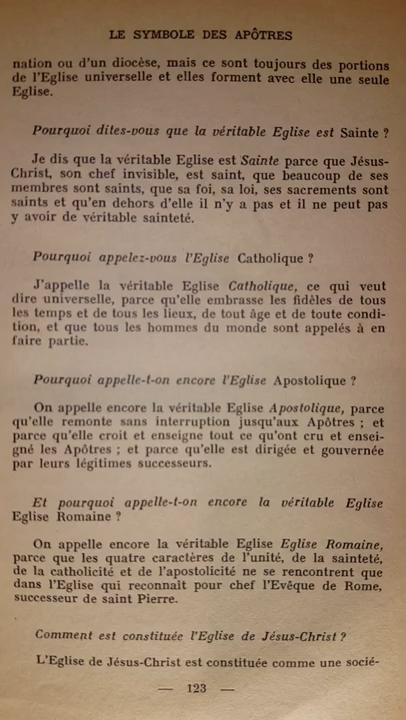 LE SYMBOLE DES APÔTRES
nation ou d'un diocèse, mais ce sont toujours des portions
de l'Eglise universelle et elles forment avec elle une seule
Eglise.
Pourquoi dites-vous que la véritable Eglise est Sainte ?
Je dis que la véritable Eglise est Sainte parce que Jésus-
Christ, son chef invisible, est saint, que beaucoup de ses
membres sont saints, que sa foi, sa loi, ses sacrements sont
saints et qu'en dehors d'elle il n'y a pas et il ne peut pas
y avoir de véritable sainteté.
Pourquoi appelez-vous l'Eglise Catholique ?
J'appelle la véritable Eglise Catholique, ce qui veut
dire universelle, parce qu'elle embrasse les fidèles de tous
les temps et de tous les lieux, de tout âge et de toute condi-
tion, et que tous les hommes du monde sont appelés à en
faire partie.
Pourquoi appelle-t-on encore l'Eglise Apostolique ?
On appelle encore la véritable Eglise Apostolique, parce
qu'elle remonte sans interruption jusqu'aux Apôtres ; et
parce qu'elle croit et enseigne tout ce qu'ont cru et ensei-
gné les Apôtres ; et parce qu'elle est dirigée et gouvernée
par leurs légitimes successeurs.
Et pourquoi appelle-t-on encore la véritable Eglise
Eglise Romaine ?
On appelle encore la véritable Eglise Eglise Romaine,
parce que les quatre caractères de l'unité, de la sainteté,
de la catholicité et de l'apostolicité ne se rencontrent que
dans l'Eglise qui reconnaît pour chef l'Evêque de Rome,
successeur de saint Pierre.
Comment est constituée l'Eglise de Jésus-Christ ?
L'Eglise de Jésus-Christ est constituée comme une socié-
— 123 —